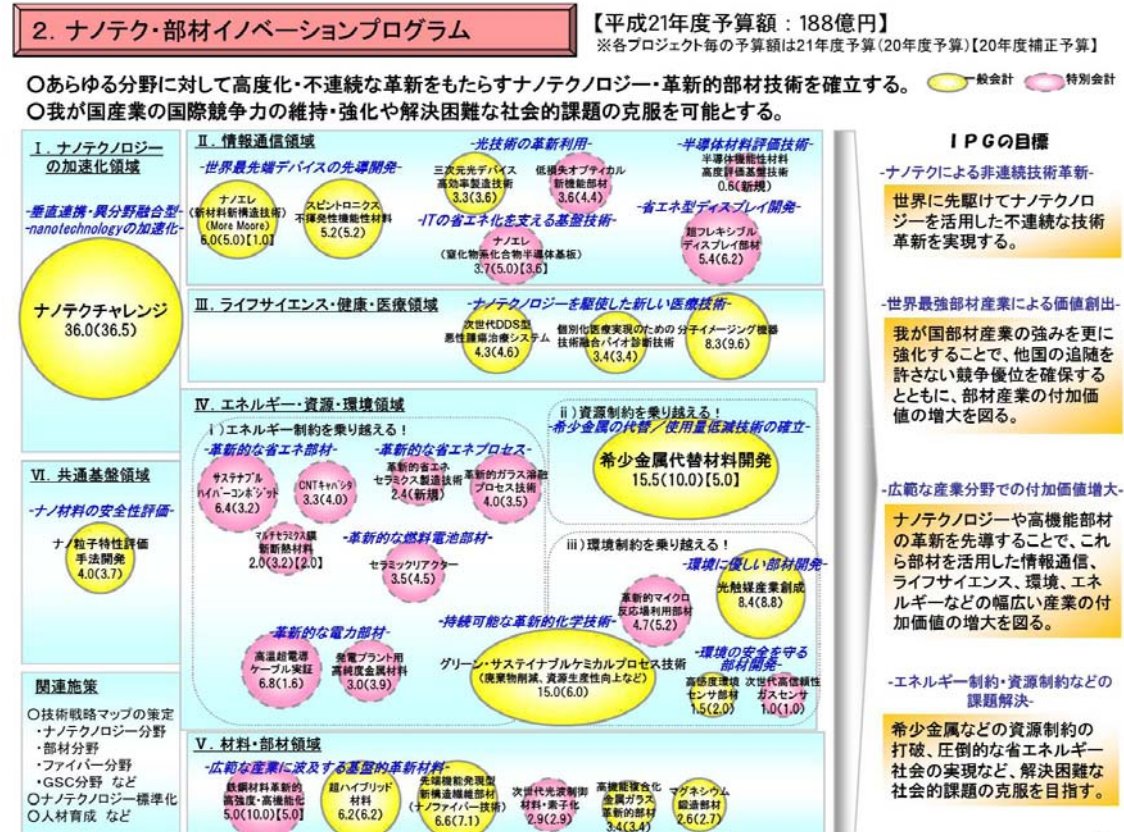 2. ナノテク・部材イノベーションプログラム
【平成21年度予算額:188億円】
※各プロジェクト毎の予算額は21年度予算(20年度予算)【20年度補正予算】
○あらゆる分野に対して高度化・不連続な革新をもたらすナノテクノロジー・革新的部材技術を確立する。
一般会計
特別会計
○我が国産業の国際競争力の維持・強化や解決困難な社会的課題の克服を可能とする。
Ⅰ.ナノテクノロジー
の加速化領域
-垂直連携・異分野融合型-
-nanotechnologyの加速化-
ナノテクチャレンジ
36.0(36.5)
Ⅱ.情報通信領域
-世界最先端デバイスの先導開発-
ナノエレ
(新材料新構造技術)
(More Moore)
6.0(5.0)【1.0】
スピントロニクス
不揮発性機能性材料
5.2(5.2)
-光技術の革新利用-
三次元光デバイス
高効率製造技術
3.3(3.6)
低損失オプティカル
新機能部材
3.6(4.4)
-ITの省エネ化を支える基盤技術-
ナノエレ
(窒化物系化合物半導体基板)
3.7(5.0)【3.6】
-半導体材料評価技術-
半導体機能性材料
高度評価基盤技術
0.6(新規)
-省エネ型ディスプレイ開発-
超フレキシブル
ディスプレイ部材
5.4(6.2)
Ⅲ.ライフサイエンス・健康・医療領域
-ナノテクノロジーを駆使した新しい医療技術-
次世代DDS型
悪性腫瘍治療システム
4.3(4.6)
個別化医療実現のための
技術融合バイオ診断技術
3.4(3.4)
分子イメージング機器
8.3(9.6)
Ⅳ.エネルギー・資源・環境領域
ⅰ)エネルギー制約を乗り越える!
-革新的な省エネ部材-
サステナブル
ハイパーコンポジッド
6.4(3.2)
CNTキャパシタ
3.3(4.0)
マルチセラミクス膜
新断熱材料
2.0(3.2)【2.0】
-革新的な省エネプロセス-
革新的省エネ
セラミクス製造技術
2.4(新規)
革新的ガラス溶融
プロセス技術
4.0(3.5)
-革新的な燃料電池部材-
セラミックリアクター
3.5(4.5)
-革新的な電力部材-
高温超電導
ケーブル実証
6.8(1.6)
発電プラント用
高純度金属材料
3.0(3.9)
ⅱ)資源制約を乗り越える!
-希少金属の代替/使用量低減技術の確立-
希少金属代替材料開発
15.5(10.0)【5.0】
ⅲ)環境制約を乗り越える!
-環境に優しい部材開発-
光触媒産業創成
8.4(8.8)
革新的マイクロ
反応場利用部材
4.7(5.2)
-持続可能な革新的化学技術-
グリーン・サステイナブルケミカルプロセス技術
(廃棄物削減、資源生産性向上など)
15.0(6.0)
-環境の安全を守る
部材開発-
高感度環境
センサ部材
1.5(2.0)
次世代高信頼性
ガスセンサ
1.0(1.0)
Ⅵ.共通基盤領域
-ナノ材料の安全性評価-
ナノ粒子特性評価
手法開発
4.0(3.7)
関連施策
○技術戦略マップの策定
・ナノテクノロジー分野
・部材分野
・ファイバー分野
・GSC分野 など
○ナノテクノロジー標準化
○人材育成 など
Ⅴ.材料・部材領域
-広範な産業に波及する基盤的革新材料-
鉄鋼材料革新的
高強度・高機能化
5.0(10.0)【5.0】
超ハイブリッド
材料
6.2(6.2)
先端機能発現型
新構造繊維部材
(ナノファイバー技術)
6.6(7.1)
次世代光波制御
材料・素子化
2.9(2.9)
高機能複合化
金属ガラス
革新的部材
3.4(3.4)
マグネシウム
鍛造部材
2.6(2.7)
IPGの目標
-ナノテクによる非連続技術革新-
世界に先駆けてナノテクノロ
ジーを活用した不連続な技術
革新を実現する。
-世界最強部材産業による価値創出-
我が国部材産業の強みを更に
強化することで、他国の追随を
許さない競争優位を確保する
とともに、部材産業の付加価
値の増大を図る。
-広範な産業分野での付加価値増大-
ナノテクノロジーや高機能部材
の革新を先導することで、これ
ら部材を活用した情報通信、
ライフサイエンス、環境、エネ
ルギーなどの幅広い産業の付
加価値の増大を図る。
-エネルギー制約・資源制約などの
課題解決-
希少金属などの資源制約の
打破、圧倒的な省エネルギー
社会の実現など、解決困難な
社会的課題の克服を目指す。